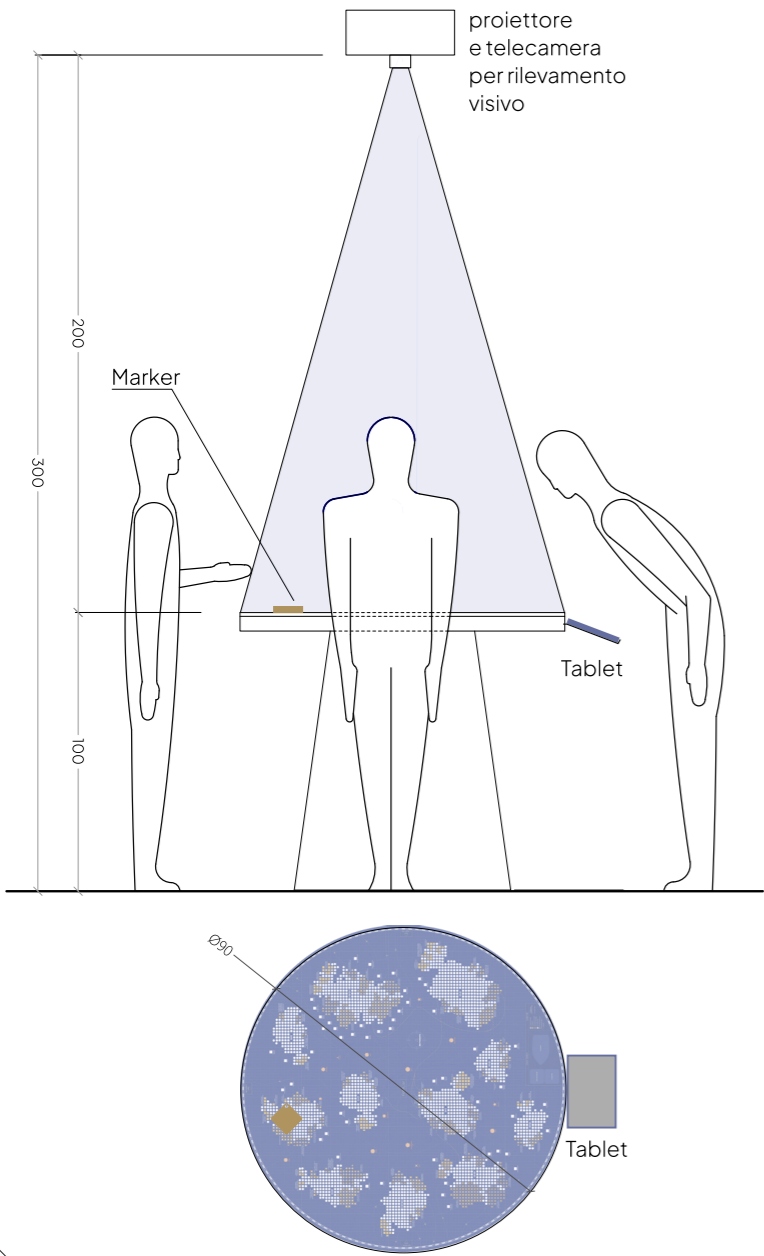 proiettore
e telecamera
per rilevamento
visivo
200
Marker
300
Tablet
100
Ø90
Tablet